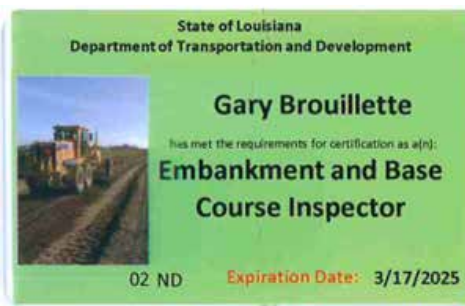 State of Louisiana
Department of Transportation and Development
Gary Brouillette
has met the requirements for certification as a(n):
Embankment and Base
Course Inspector
02 ND Expiration Date: 3/17/2025